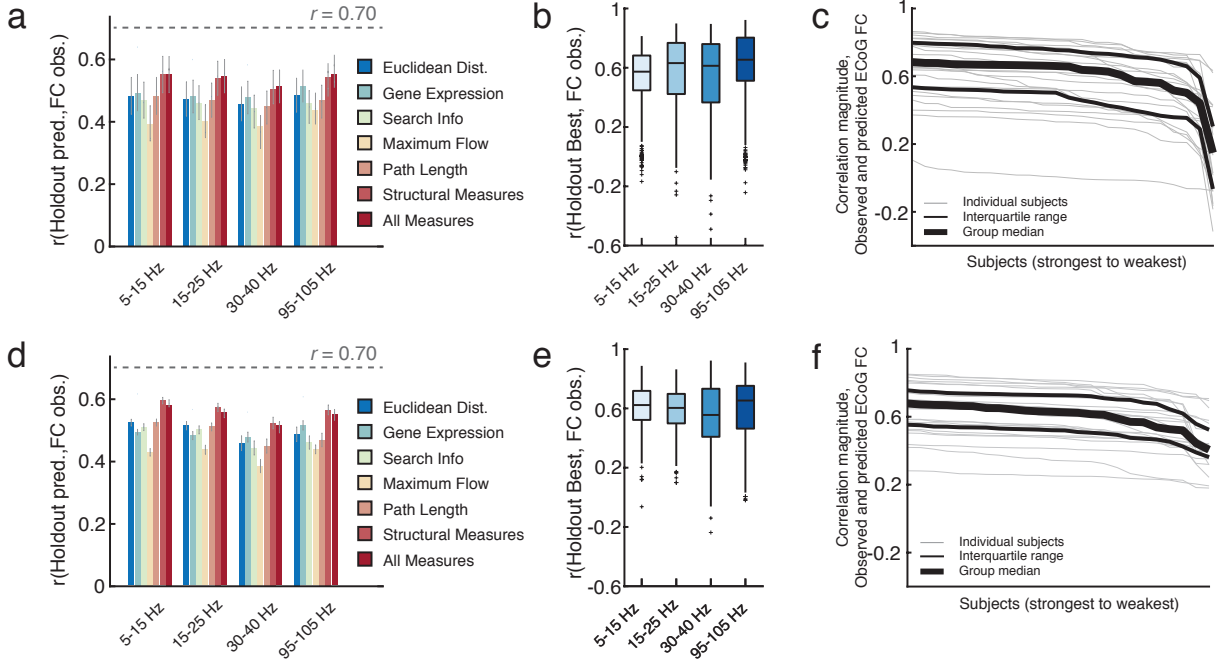 a
r = 0.70
r(Holdout pred.,FC obs.)
0.6
0.4
0.2
0
5-15 Hz
15-25 Hz
30-40 Hz
95-105 Hz
Euclidean Dist.
Gene Expression
Search Info
Maximum Flow
Path Length
Structural Measures
All Measures
b
r(Holdout Best, FC obs.)
1
0.6
0.2
-0.2
-0.6
5-15 Hz
15-25 Hz
30-40 Hz
95-105 Hz
c
Correlation magnitude,
Observed and predicted ECoG FC
1
0.6
0.2
-0.2
Individual subjects
Interquartile range
Group median
Subjects (strongest to weakest)
d
r = 0.70
r(Holdout pred.,FC obs.)
0.6
0.4
0.2
0
5-15 Hz
15-25 Hz
30-40 Hz
95-105 Hz
Euclidean Dist.
Gene Expression
Search Info
Maximum Flow
Path Length
Structural Measures
All Measures
e
r(Holdout Best, FC obs.)
1
0.6
0.2
-0.2
-0.6
5-15 Hz
15-25 Hz
30-40 Hz
95-105 Hz
f
Correlation magnitude,
Observed and predicted ECoG FC
1
0.6
0.2
-0.2
Individual subjects
Interquartile range
Group median
Subjects (strongest to weakest)